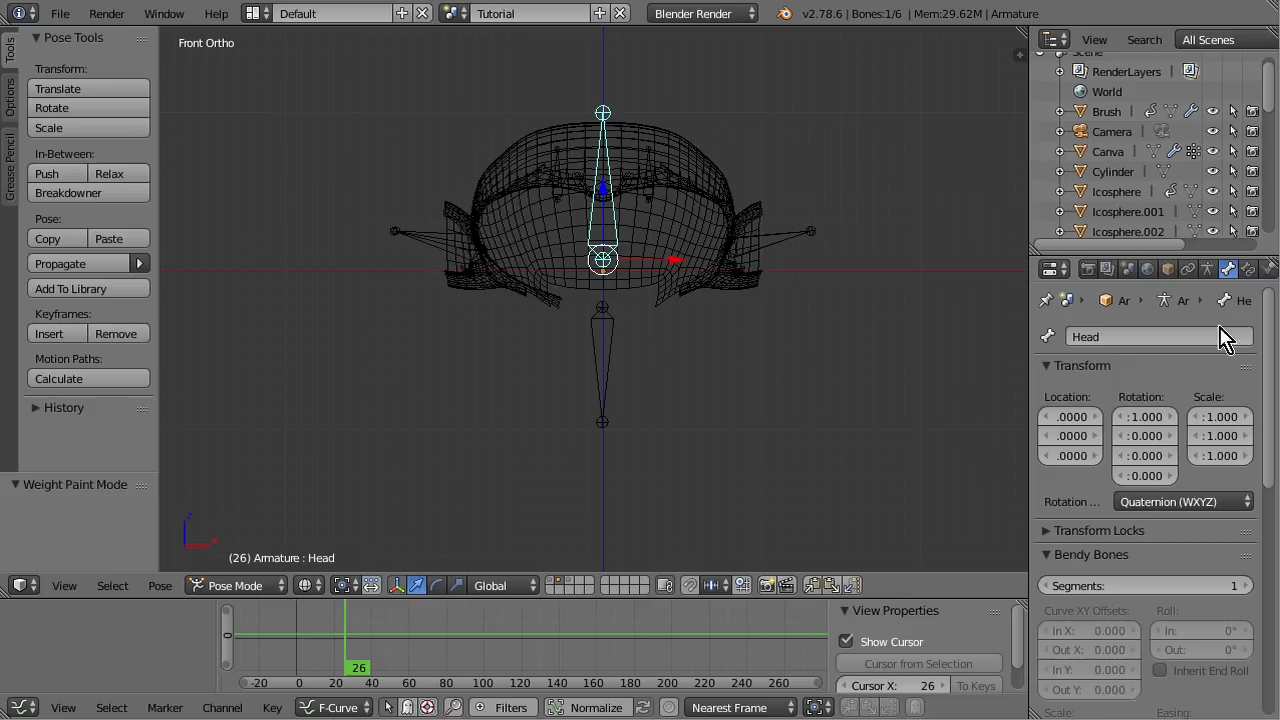 File Render Window Help Default Tutorial Blender Render v2.78.6 | Bones:1/6 | Mem:29.62M | Armature
Tools
Options
Grease Pencil
Pose Tools
Transform:
Translate
Rotate
Scale
In-Between:
Push Relax
Breakdowner
Pose:
Copy Paste
Propagate
Add To Library
Keyframes:
Insert Remove
Motion Paths:
Calculate
History
Weight Paint Mode
Front Ortho
z
x
(26) Armature : Head
View Select Pose Pose Mode Global
View Search All Scenes
Scene
RenderLayers |
World
Brush |
Camera |
Canva |
Cylinder |
Icosphere |
Icosphere.001 |
Icosphere.002 |
Ar Ar He
Head
Transform
Location: Rotation: Scale:
.0000 :1.000 :1.000
.0000 :0.000 :1.000
.0000 :0.000 :1.000
:0.000
Rotation ... Quaternion (WXYZ)
Transform Locks
Bendy Bones
Segments: 1
Curve XY Offsets: Roll:
In X: 0.000 In: 0°
Out X: 0.000 Out: 0°
In Y: 0.000 Inherit End Roll
Out Y: 0.000
Scale: Easing:
0
26
-20 0 20 40 60 80 100 120 140 160 180 200 220 240 260
View Properties
Show Cursor
Cursor from Selection
Cursor X: 26 To Keys
View Select Marker Channel Key F-Curve Filters Normalize Nearest Frame